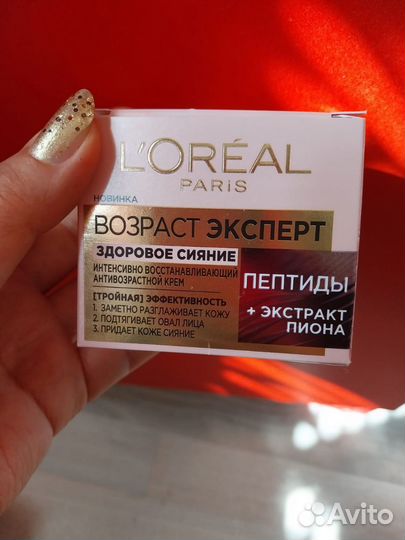 L'ORÉAL
PARIS
НОВИНКА
ВОЗРАСТ ЭКСПЕРТ
ЗДОРОВОЕ СИЯНИЕ
ИНТЕНСИВНО ВОССТАНАВЛИВАЮЩИЙ
АНТИВОЗРАСТНОЙ КРЕМ
[ТРОЙНАЯ] ЭФФЕКТИВНОСТЬ
1. ЗАМЕТНО РАЗГЛАЖИВАЕТ КОЖУ
2. ПОДТЯГИВАЕТ ОВАЛ ЛИЦА
3. ПРИДАЕТ КОЖЕ СИЯНИЕ
ПЕПТИДЫ
+ ЭКСТРАКТ
ПИОНА
Avito